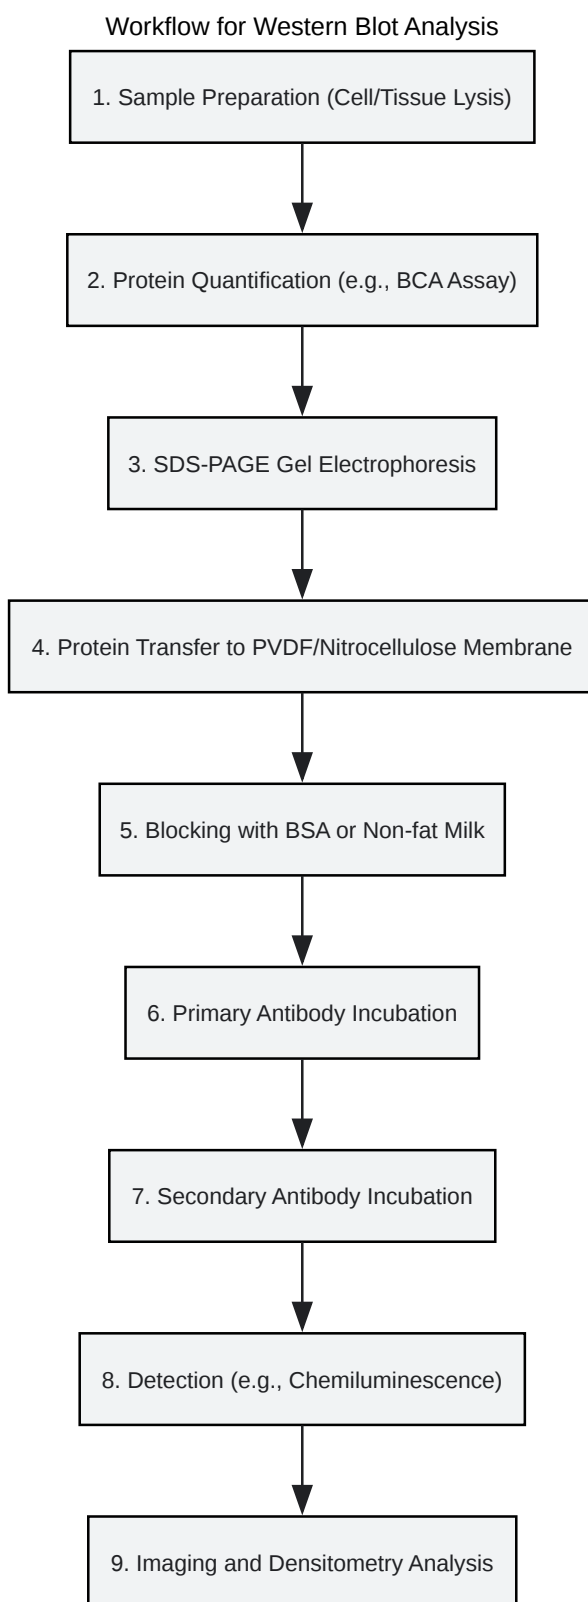 Workflow for Western Blot Analysis
1. Sample Preparation (Cell/Tissue Lysis)
2. Protein Quantification (e.g., BCA Assay)
3. SDS-PAGE Gel Electrophoresis
4. Protein Transfer to PVDF/Nitrocellulose Membrane
5. Blocking with BSA or Non-fat Milk
6. Primary Antibody Incubation
7. Secondary Antibody Incubation
8. Detection (e.g., Chemiluminescence)
9. Imaging and Densitometry Analysis